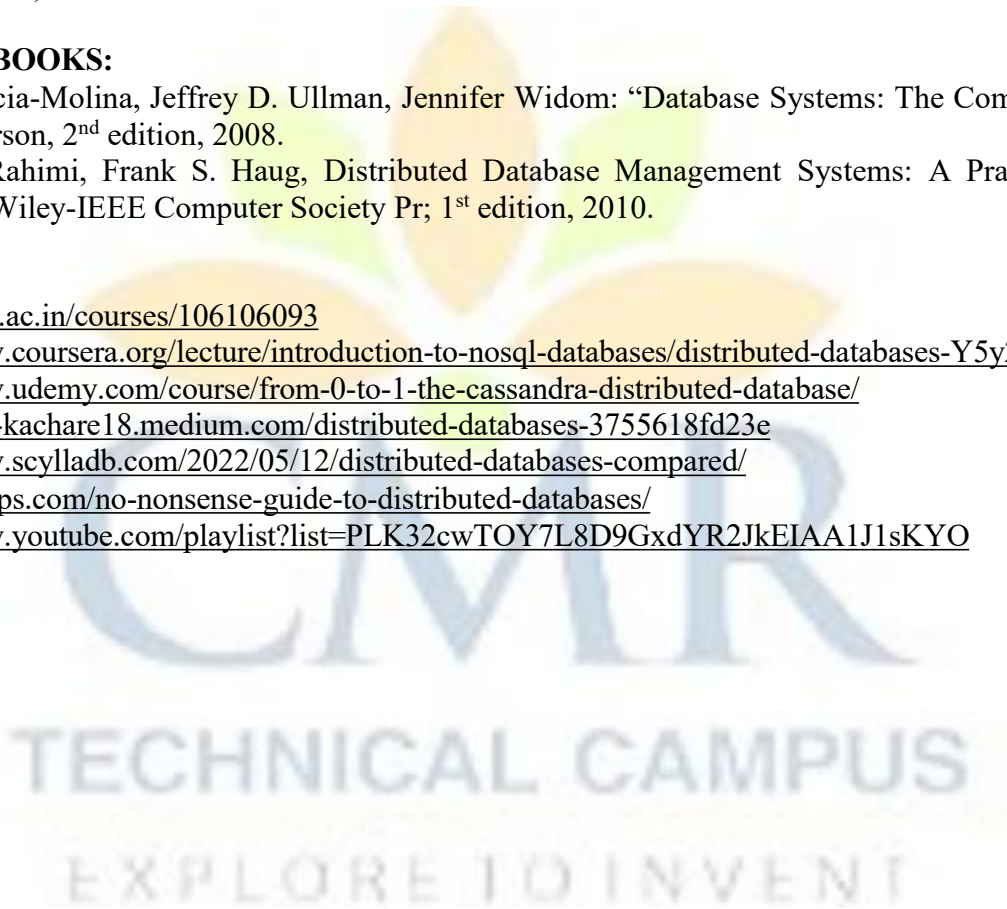 BOOKS:
cia-Molina, Jeffrey D. Ullman, Jennifer Widom: “Database Systems: The Com
rson, 2nd edition, 2008.
Rahimi, Frank S. Haug, Distributed Database Management Systems: A Pra
Wiley-IEEE Computer Society Pr; 1st edition, 2010.
.ac.in/courses/106106093
.coursera.org/lecture/introduction-to-nosql-databases/distributed-databases-Y5y
.udemy.com/course/from-0-to-1-the-cassandra-distributed-database/
-kachare18.medium.com/distributed-databases-3755618fd23e
.scylladb.com/2022/05/12/distributed-databases-compared/
ps.com/no-nonsense-guide-to-distributed-databases/
.youtube.com/playlist?list=PLK32cwTOY7L8D9GxdYR2JkEIAA1J1sKYO
CMR
TECHNICAL CAMPUS
EXPLORE TO INVENT